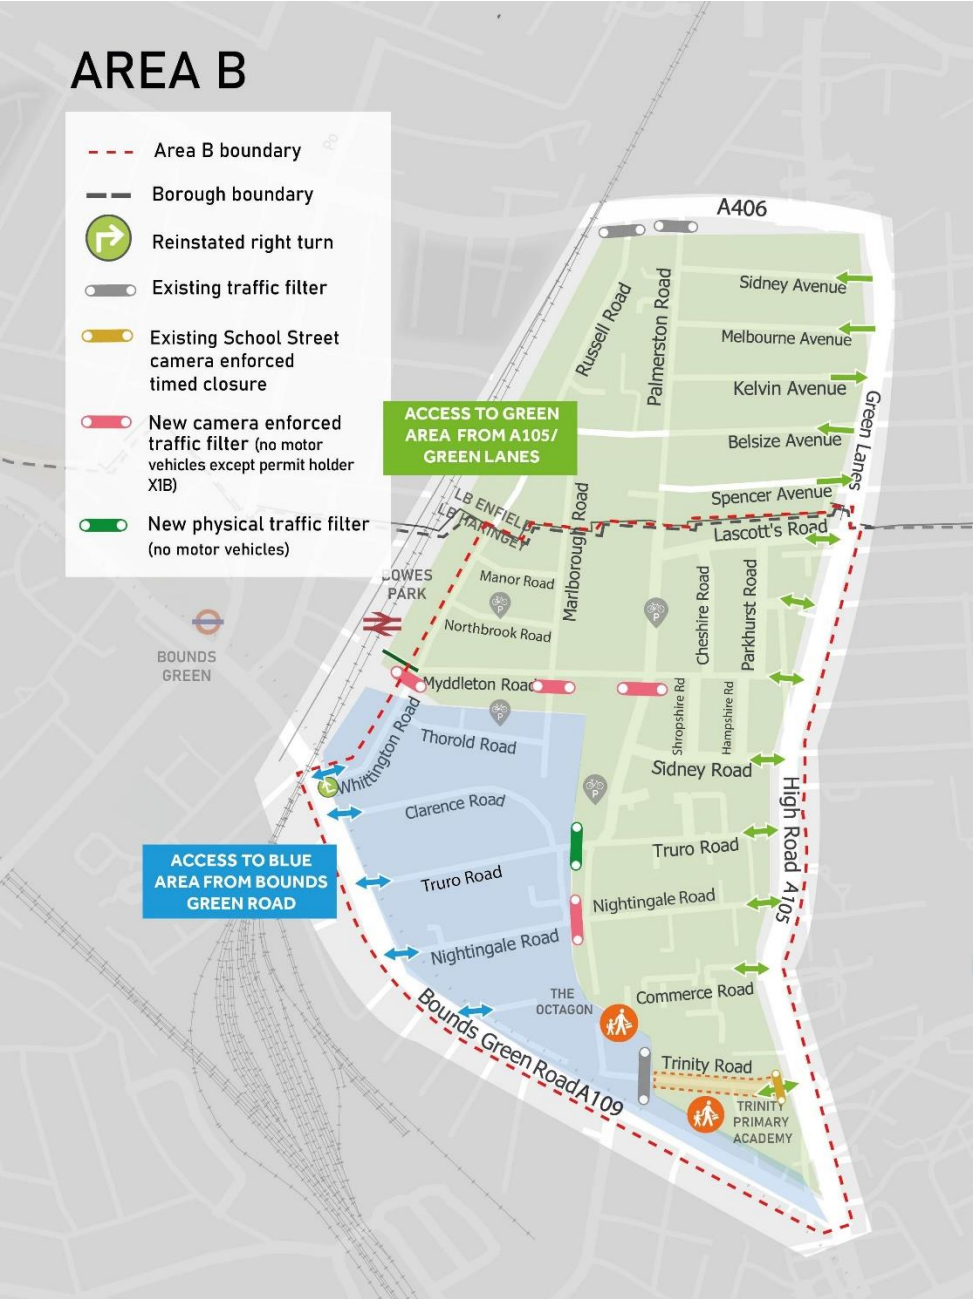 AREA B
Area B boundary
Borough boundary
Reinstated right turn
Existing traffic filter
Existing School Street
camera enforced
timed closure
New camera enforced
traffic filter (no motor
vehicles except permit holder
X1B)
New physical traffic filter
(no motor vehicles)
A406
Sidney Avenue
Russell Road
Palmerston Road
Melbourne Avenue
Kelvin Avenue
Green Lanes
ACCESS TO GREEN
AREA FROM A105/
GREEN LANES
Belsize Avenue
Spencer Avenue
LB ENFIELD
LB HARINGEY
Marlborough Road
Lascott's Road
BOWES
PARK
Manor Road
P
P
Northbrook Road
Cheshire Road
Parkhurst Road
BOUNDS
GREEN
Myddleton Road
Shropshire Rd
Hampshire Rd
P
Whittington Road
Thorold Road
Sidney Road
P
Clarence Road
High Road A105
Truro Road
ACCESS TO BLUE
AREA FROM BOUNDS
GREEN ROAD
Truro Road
Nightingale Road
Nightingale Road
THE
OCTAGON
Commerce Road
Bounds Green Road A109
Trinity Road
TRINITY
PRIMARY
ACADEMY